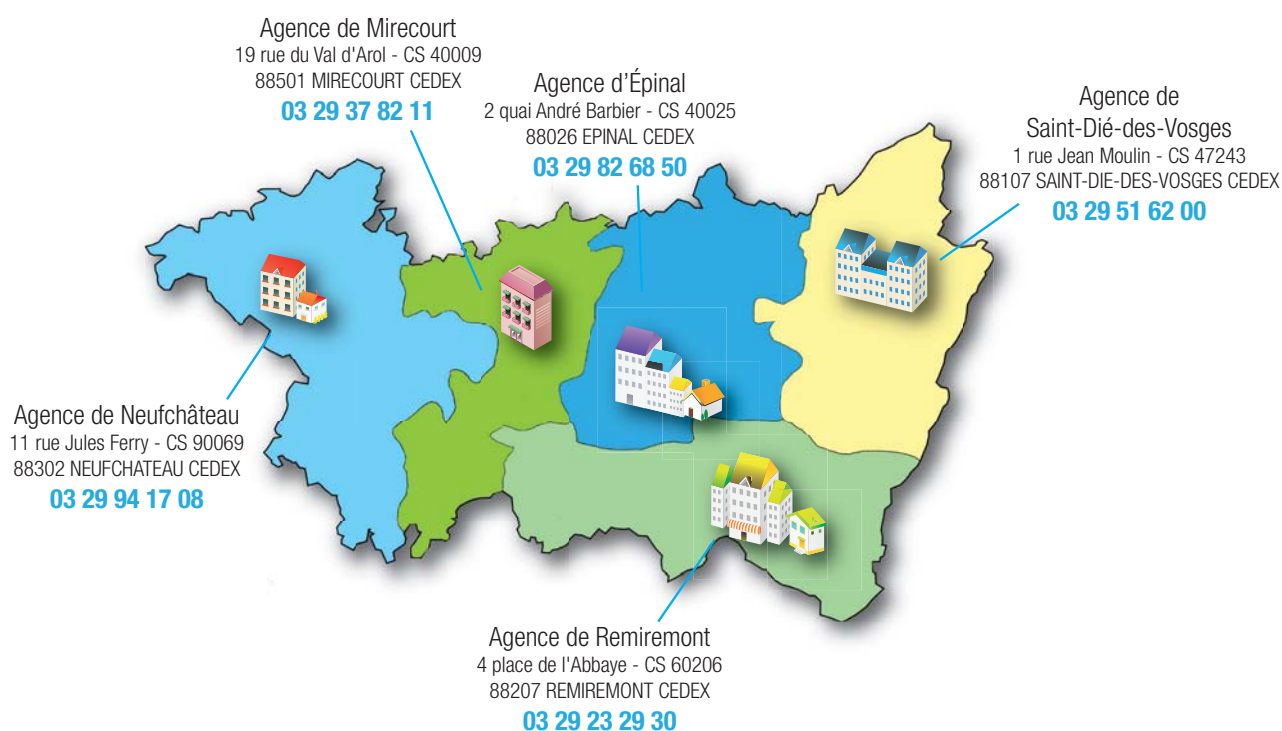 Agence de Mirecourt
19 rue du Val d'Arol - CS 40009
88501 MIRECOURT CEDEX
03 29 37 82 11
Agence d’Épinal
2 quai André Barbier - CS 40025
88026 EPINAL CEDEX
03 29 82 68 50
Agence de
Saint-Dié-des-Vosges
1 rue Jean Moulin - CS 47243
88107 SAINT-DIE-DES-VOSGES CEDEX
03 29 51 62 00
Agence de Neufchâteau
11 rue Jules Ferry - CS 90069
88302 NEUFCHATEAU CEDEX
03 29 94 17 08
Agence de Remiremont
4 place de l'Abbaye - CS 60206
88207 REMIREMONT CEDEX
03 29 23 29 30